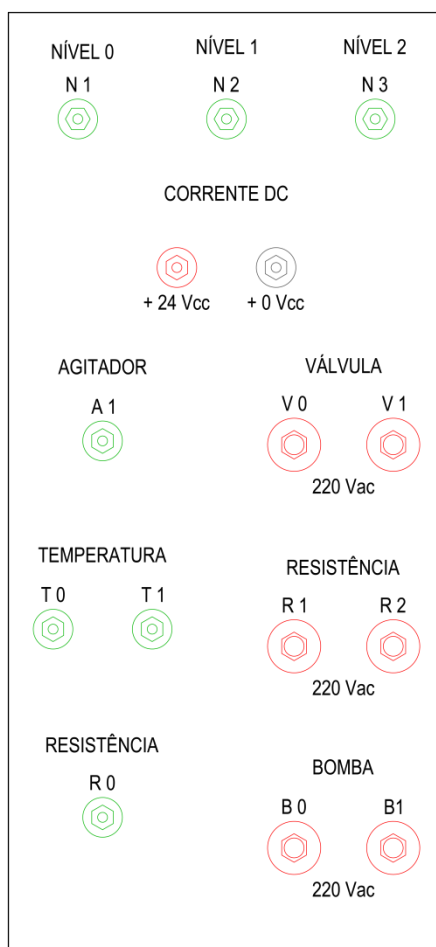 NÍVEL 0 NÍVEL 1 NÍVEL 2
N 1 N 2 N 3
CORRENTE DC
+ 24 Vcc + 0 Vcc
AGITADOR VÁLVULA
A 1 V 0 V 1
220 Vac
TEMPERATURA RESISTÊNCIA
T 0 T 1 R 1 R 2
220 Vac
RESISTÊNCIA BOMBA
R 0 B 0 B1
220 Vac